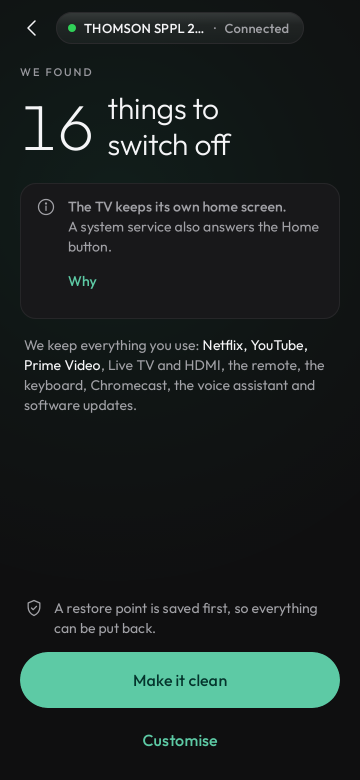 THOMSON SPPL 2... · Connected
WE FOUND
16 things to
switch off
The TV keeps its own home screen.
A system service also answers the Home
button.
Why
We keep everything you use: Netflix, YouTube,
Prime Video, Live TV and HDMI, the remote, the
keyboard, Chromecast, the voice assistant and
software updates.
A restore point is saved first, so everything
can be put back.
Make it clean
Customise